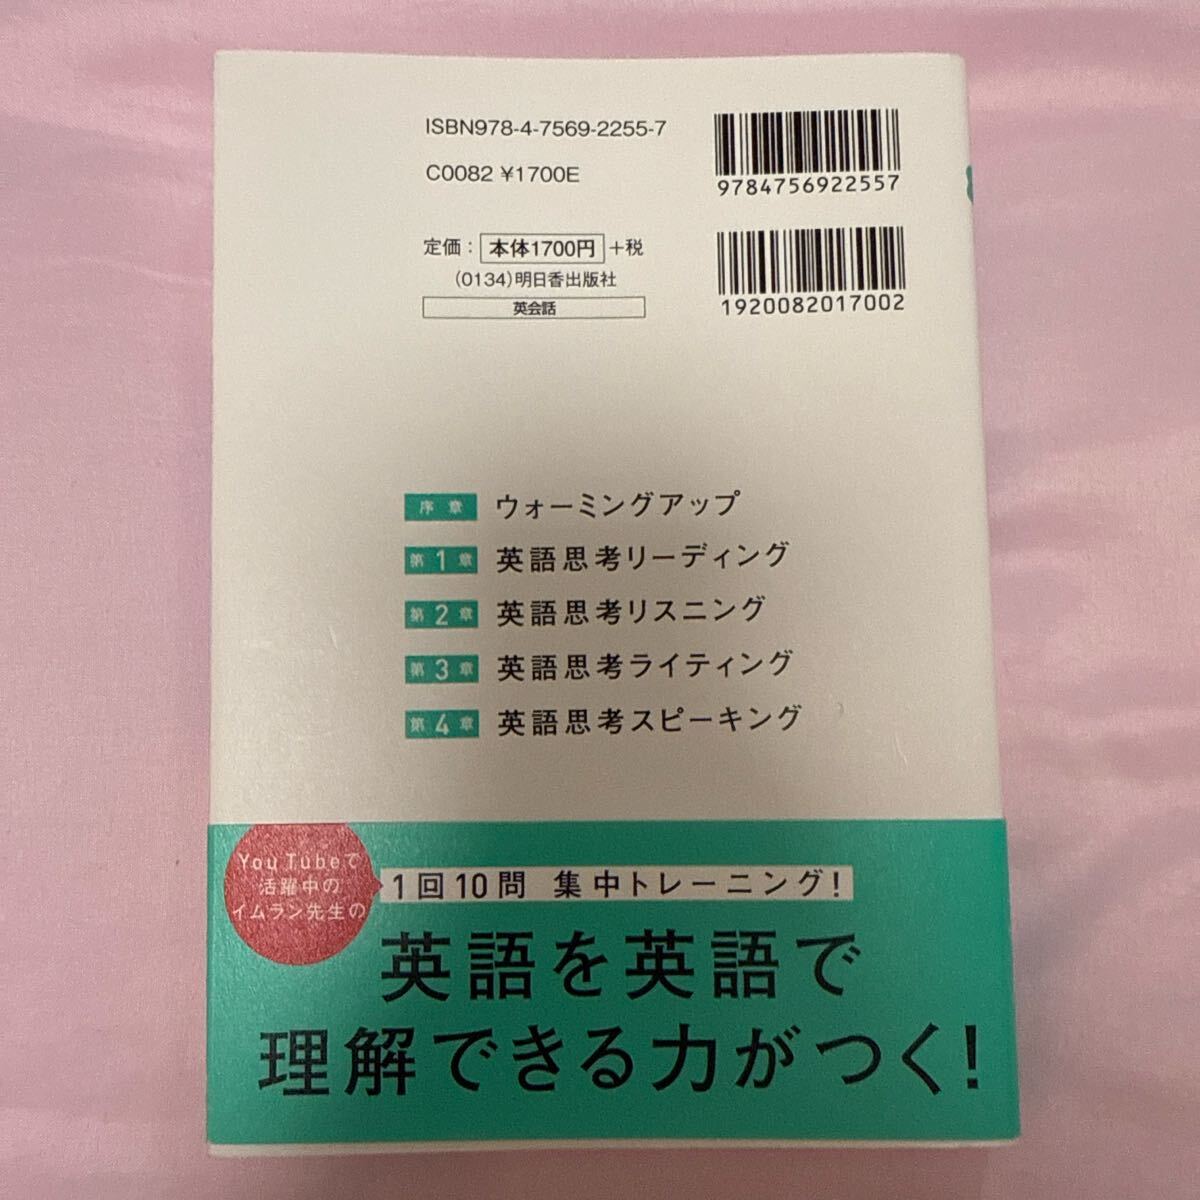 ISBN978-4-7569-2255-7
C0082 ¥1700E
9784756922557
定価： 本体1700円 +税
(0134)明日香出版社
英会話
1920082017002
序章 ウォーミングアップ
第1章 英語思考リーディング
第2章 英語思考リスニング
第3章 英語思考ライティング
第4章 英語思考スピーキング
YouTubeで
活躍中の
イムラン先生の
1回10問 集中トレーニング!
英語を英語で
理解できる力がつく!